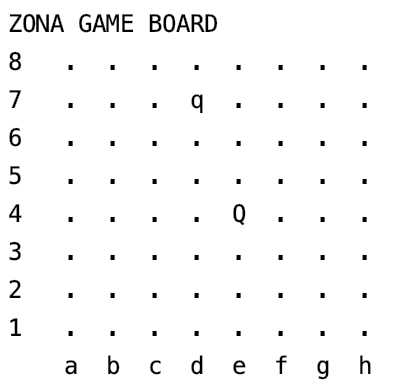 ZONA GAME BOARD
8 . . . . . . . .
7 . . . q . . . .
6 . . . . . . . .
5 . . . . . . . .
4 . . . . Q . . .
3 . . . . . . . .
2 . . . . . . . .
1 . . . . . . . .
a b c d e f g h